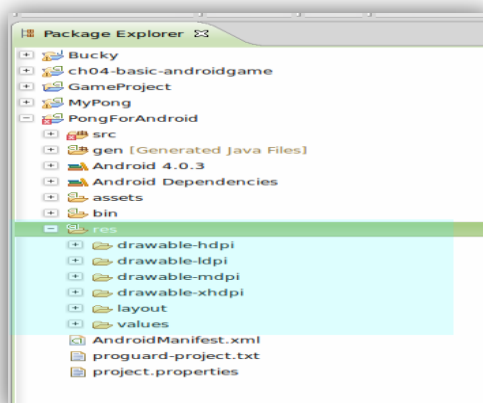 Package Explorer
Bucky
ch04-basic-androidgame
GameProject
MyPong
PongForAndroid
src
gen [Generated Java Files]
Android 4.0.3
Android Dependencies
assets
bin
res
drawable-hdpi
drawable-ldpi
drawable-mdpi
drawable-xhdpi
layout
values
AndroidManifest.xml
proguard-project.txt
project.properties